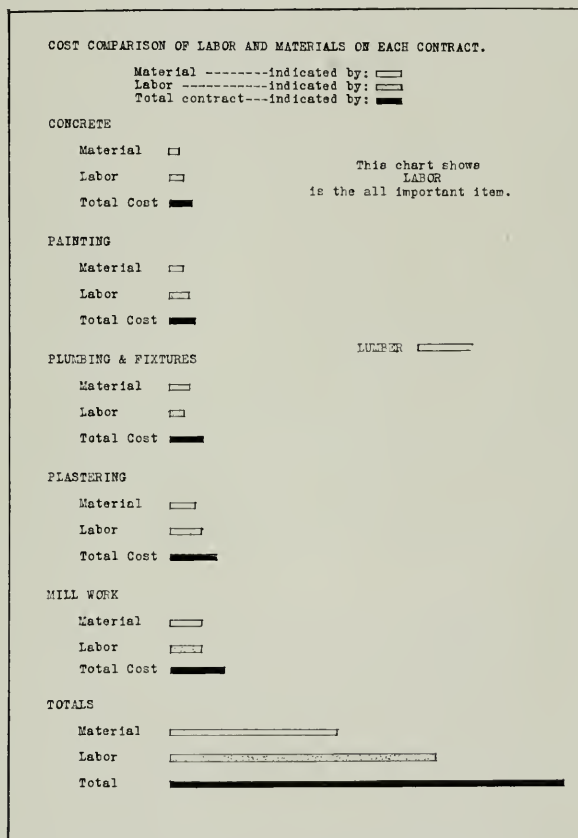 COST COMPARISON OF LABOR AND MATERIALS ON EACH CONTRACT.
Material --------indicated by:
Labor ----------indicated by:
Total contract---indicated by:
CONCRETE
Material
Labor
Total Cost
This chart shows
LABOR
is the all important item.
PAINTING
Material
Labor
Total Cost
LUMBER
PLUMBING & FIXTURES
Material
Labor
Total Cost
PLASTERING
Material
Labor
Total Cost
MILL WORK
Material
Labor
Total Cost
TOTALS
Material
Labor
Total